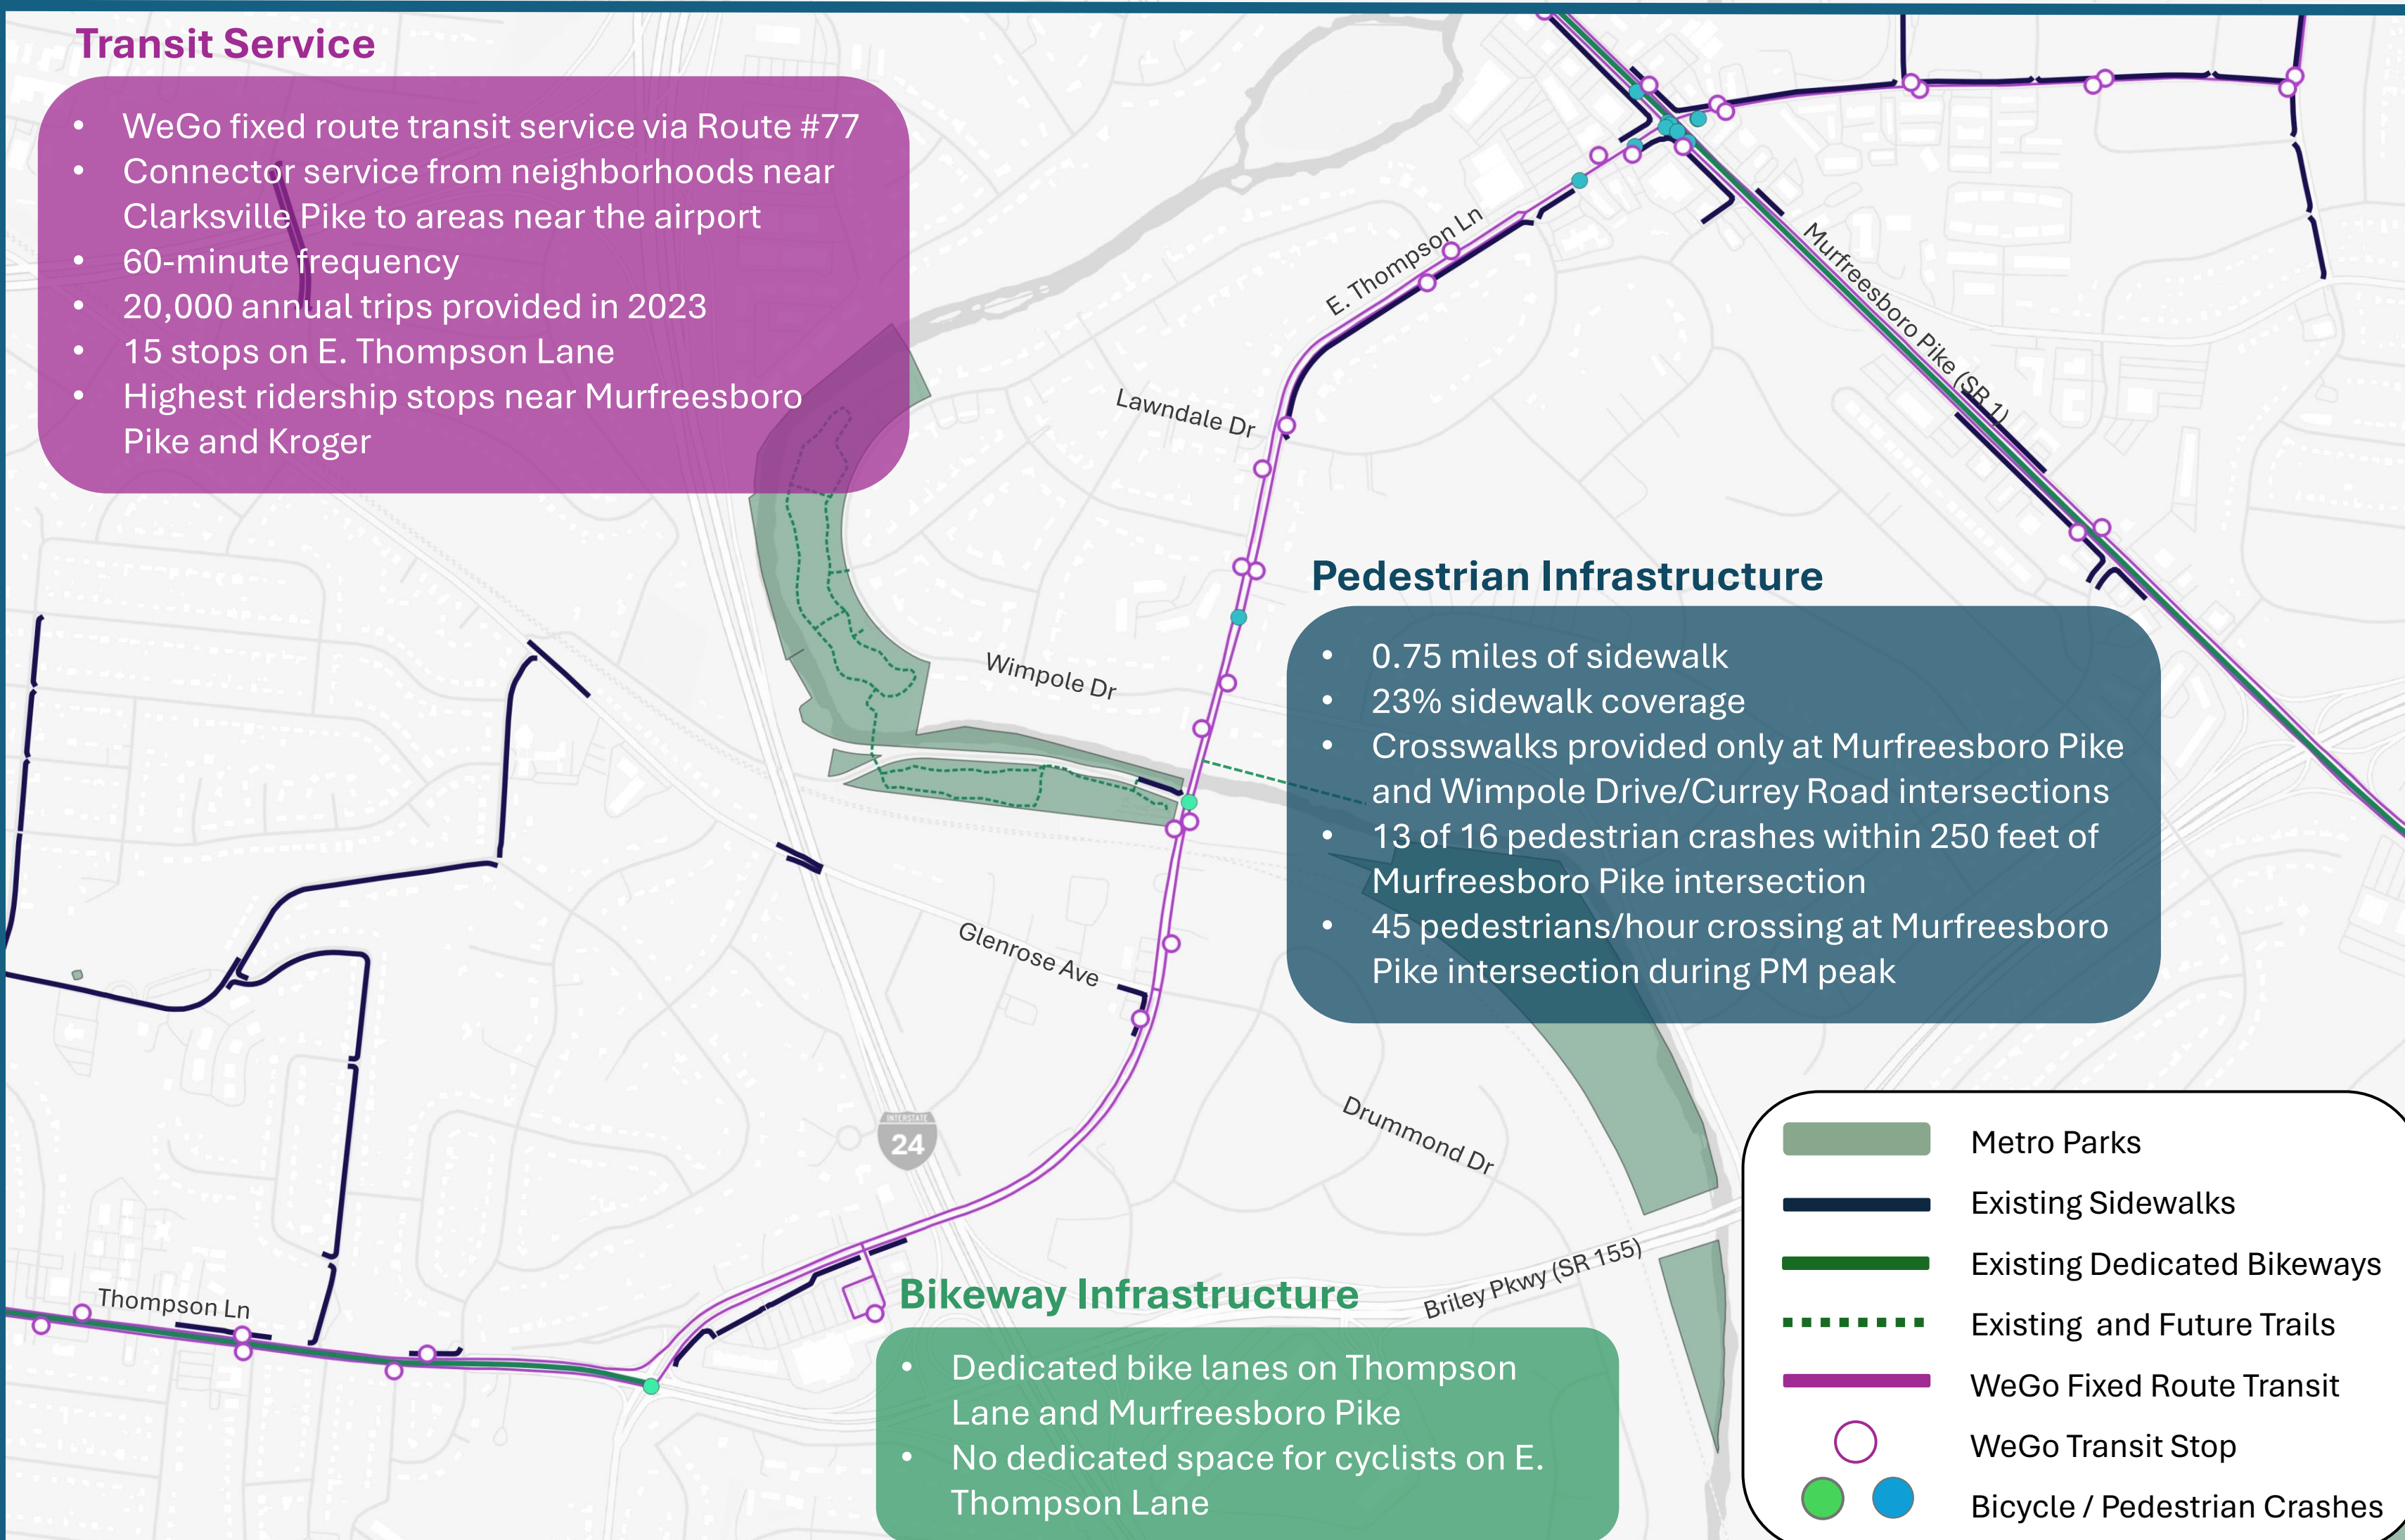 Transit Service
• WeGo fixed route transit service via Route #77
• Connector service from neighborhoods near
Clarksville Pike to areas near the airport
• 60-minute frequency
• 20,000 annual trips provided in 2023
• 15 stops on E. Thompson Lane
• Highest ridership stops near Murfreesboro
Pike and Kroger
E. Thompson Ln
Murfreesboro Pike (SR 1)
Lawndale Dr
Wimpole Dr
Pedestrian Infrastructure
• 0.75 miles of sidewalk
• 23% sidewalk coverage
• Crosswalks provided only at Murfreesboro Pike
and Wimpole Drive/Currey Road intersections
• 13 of 16 pedestrian crashes within 250 feet of
Murfreesboro Pike intersection
• 45 pedestrians/hour crossing at Murfreesboro
Pike intersection during PM peak
Glenrose Ave
INTERSTATE
24
Drummond Dr
Briley Pkwy (SR 155)
Thompson Ln
Bikeway Infrastructure
• Dedicated bike lanes on Thompson
Lane and Murfreesboro Pike
• No dedicated space for cyclists on E.
Thompson Lane
Metro Parks
Existing Sidewalks
Existing Dedicated Bikeways
Existing and Future Trails
WeGo Fixed Route Transit
WeGo Transit Stop
Bicycle / Pedestrian Crashes